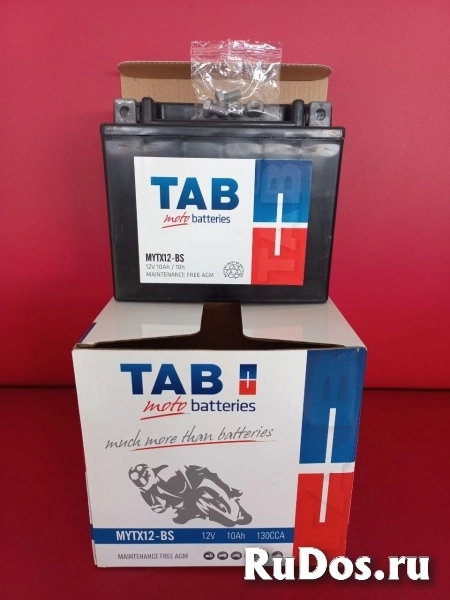 TAB
moto batteries
MYTX12-BS
12V 10Ah / 10h
MAINTENANCE FREE AGM
TAB
TAB
moto batteries
much more than batteries
MYTX12-BS 12V 10Ah 130CCA
MAINTENANCE FREE AGM
RuDos.ru